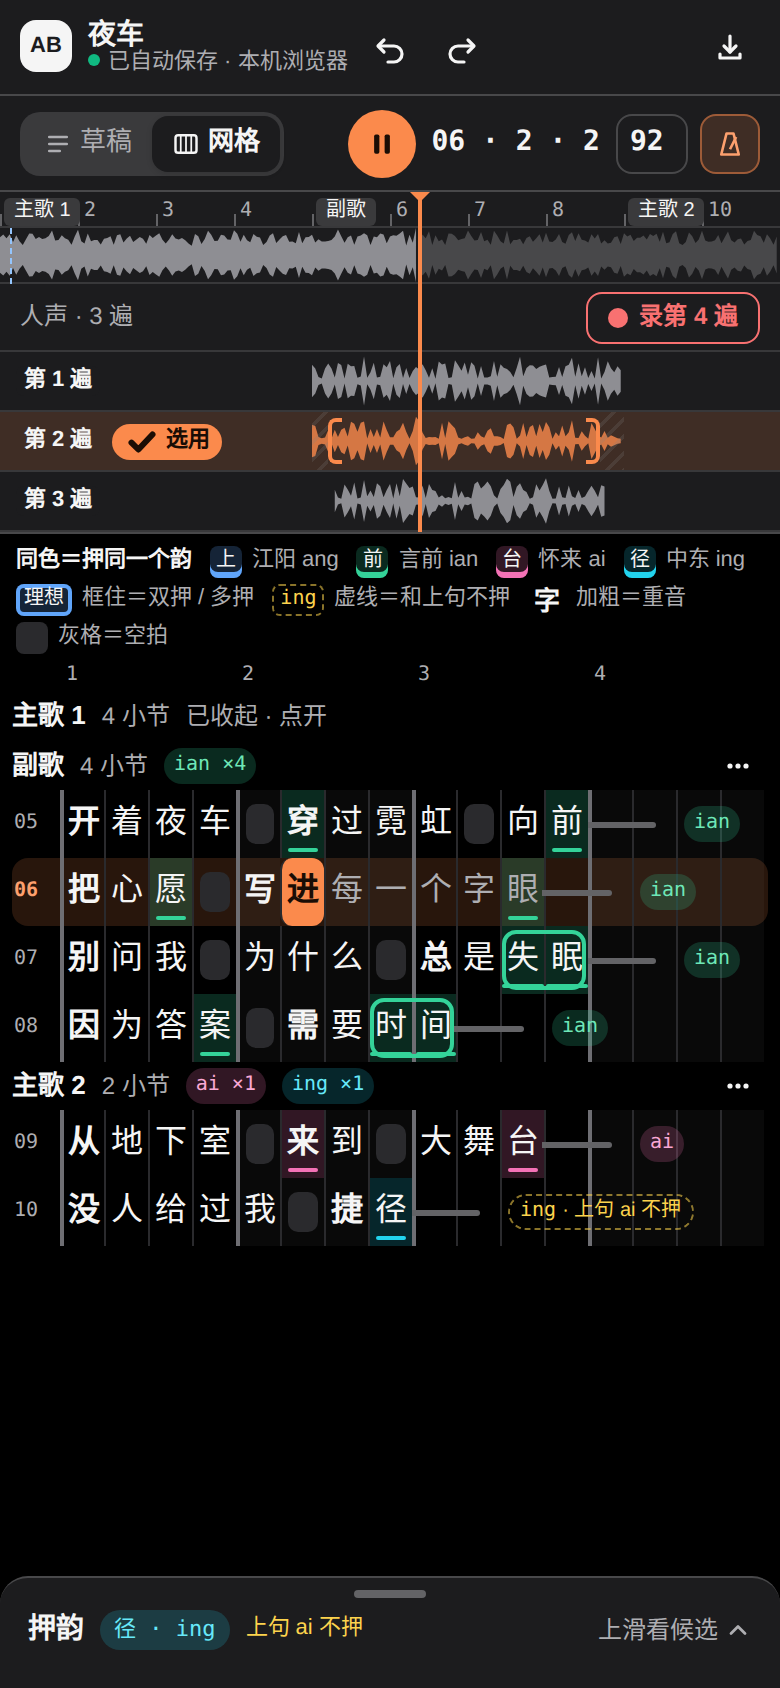 AB 夜车
已自动保存 · 本机浏览器
草稿 网格 06 · 2 · 2 92
主歌 1 2 3 4 副歌 6 7 8 主歌 2 10
人声 · 3 遍 录第 4 遍
第 1 遍
第 2 遍 选用
第 3 遍
同色＝押同一个韵 上 江阳 ang 前 言前 ian 台 怀来 ai 径 中东 ing
理想 框住＝双押 / 多押 ing 虚线＝和上句不押 字 加粗＝重音
灰格＝空拍
1 2 3 4
主歌 1 4 小节 已收起 · 点开
副歌 4 小节 ian ×4
05 开着夜车 穿过霓虹 向前 ian
06 把心愿 写进每一个字眼 ian
07 别问我 为什么 总是失眠 ian
08 因为答案 需要时间 ian
主歌 2 2 小节 ai ×1 ing ×1
09 从地下室 来到 大舞台 ai
10 没人给过我 捷径 ing · 上句 ai 不押
押韵 径 · ing 上句 ai 不押 上滑看候选